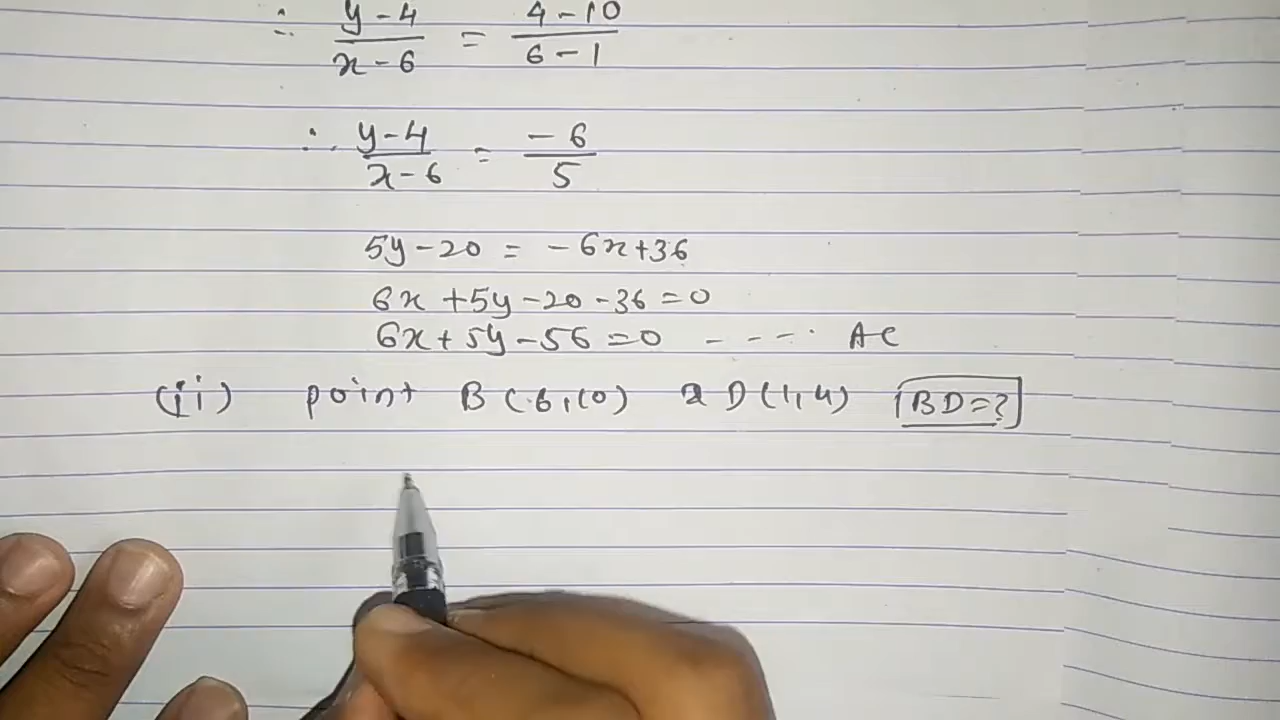 ∴ y-4/x-6 = 4-10/6-1
∴ y-4/x-6 = -6/5
5y-20 = -6x+36
6x+5y-20-36=0
6x+5y-56=0 ---- AC
(ii) point B(6,10) & D(1,4) BD=?